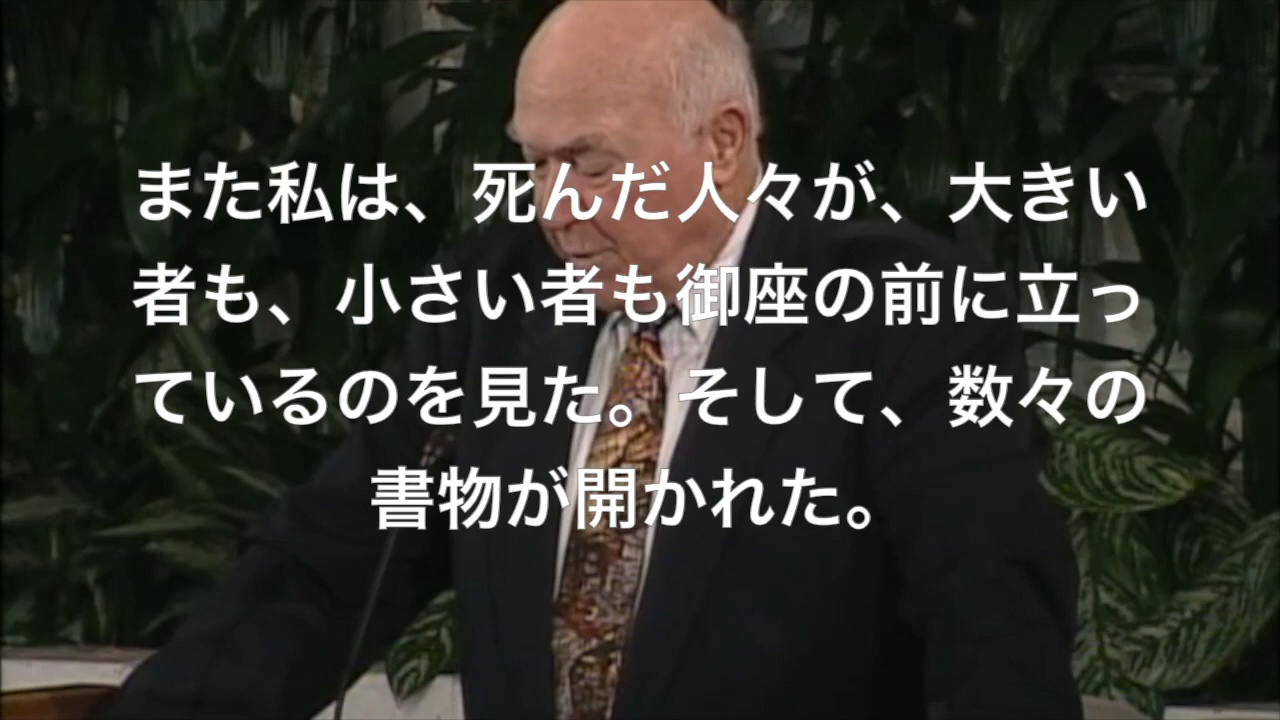 また私は、死んだ人々が、大きい
者も、小さい者も御座の前に立っ
ているのを見た。そして、数々の
書物が開かれた。